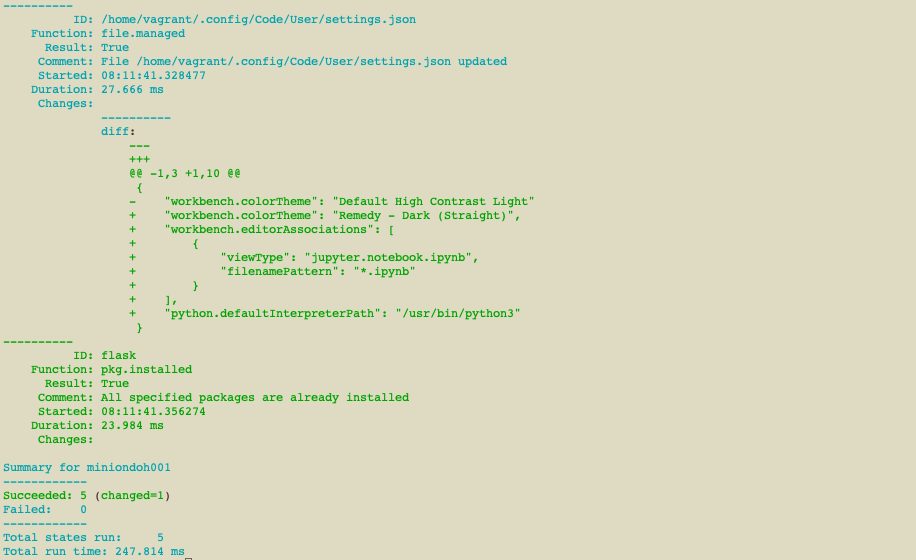 ----------
          ID: /home/vagrant/.config/Code/User/settings.json
    Function: file.managed
      Result: True
     Comment: File /home/vagrant/.config/Code/User/settings.json updated
     Started: 08:11:41.328477
    Duration: 27.666 ms
     Changes:
              ----------
              diff:
                  ---
                  +++
                  @@ -1,3 +1,10 @@
                   {
                  -    "workbench.colorTheme": "Default High Contrast Light"
                  +    "workbench.colorTheme": "Remedy - Dark (Straight)",
                  +    "workbench.editorAssociations": [
                  +        {
                  +            "viewType": "jupyter.notebook.ipynb",
                  +            "filenamePattern": "*.ipynb"
                  +        }
                  +    ],
                  +    "python.defaultInterpreterPath": "/usr/bin/python3"
                   }
----------
          ID: flask
    Function: pkg.installed
      Result: True
     Comment: All specified packages are already installed
     Started: 08:11:41.356274
    Duration: 23.984 ms
     Changes:

Summary for miniondoh001
------------
Succeeded: 5 (changed=1)
Failed:    0
------------
Total states run:     5
Total run time: 247.814 ms